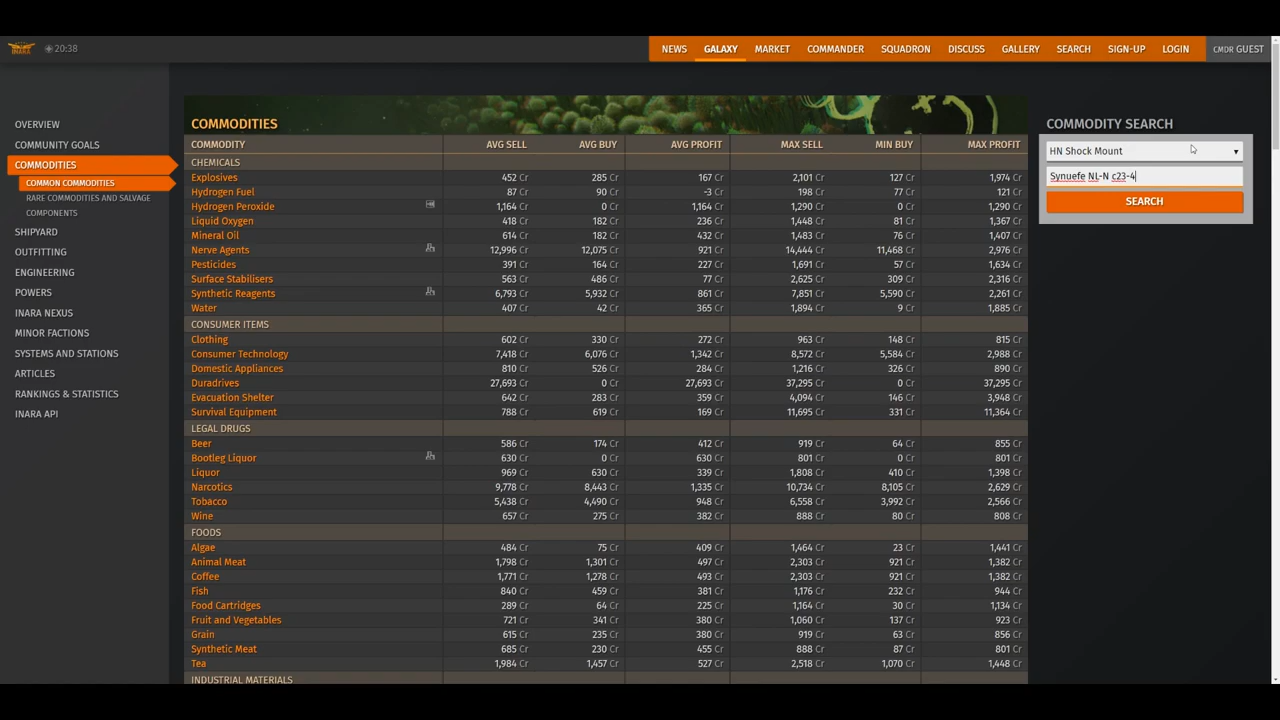 INARA 20:38 NEWS GALAXY MARKET COMMANDER SQUADRON DISCUSS GALLERY SEARCH SIGN-UP LOGIN CMDR GUEST
OVERVIEW
COMMUNITY GOALS
COMMODITIES
COMMON COMMODITIES
RARE COMMODITIES AND SALVAGE
COMPONENTS
SHIPYARD
OUTFITTING
ENGINEERING
POWERS
INARA NEXUS
MINOR FACTIONS
SYSTEMS AND STATIONS
ARTICLES
RANKINGS & STATISTICS
INARA API
COMMODITIES
COMMODITY AVG SELL AVG BUY AVG PROFIT MAX SELL MIN BUY MAX PROFIT
CHEMICALS
Explosives 452 Cr 285 Cr 167 Cr 2,101 Cr 127 Cr 1,974 Cr
Hydrogen Fuel 87 Cr 90 Cr -3 Cr 198 Cr 77 Cr 121 Cr
Hydrogen Peroxide 1,164 Cr 0 Cr 1,164 Cr 1,290 Cr 0 Cr 1,290 Cr
Liquid Oxygen 418 Cr 182 Cr 236 Cr 1,448 Cr 81 Cr 1,367 Cr
Mineral Oil 614 Cr 182 Cr 432 Cr 1,483 Cr 76 Cr 1,407 Cr
Nerve Agents 12,996 Cr 12,075 Cr 921 Cr 14,444 Cr 11,468 Cr 2,976 Cr
Pesticides 391 Cr 164 Cr 227 Cr 1,691 Cr 57 Cr 1,634 Cr
Surface Stabilisers 563 Cr 486 Cr 77 Cr 2,625 Cr 309 Cr 2,316 Cr
Synthetic Reagents 6,793 Cr 5,932 Cr 861 Cr 7,851 Cr 5,590 Cr 2,261 Cr
Water 407 Cr 42 Cr 365 Cr 1,894 Cr 9 Cr 1,885 Cr
CONSUMER ITEMS
Clothing 602 Cr 330 Cr 272 Cr 963 Cr 148 Cr 815 Cr
Consumer Technology 7,418 Cr 6,076 Cr 1,342 Cr 8,572 Cr 5,584 Cr 2,988 Cr
Domestic Appliances 810 Cr 526 Cr 284 Cr 1,216 Cr 326 Cr 890 Cr
Duradrives 27,693 Cr 0 Cr 27,693 Cr 37,295 Cr 0 Cr 37,295 Cr
Evacuation Shelter 642 Cr 283 Cr 359 Cr 4,094 Cr 146 Cr 3,948 Cr
Survival Equipment 788 Cr 619 Cr 169 Cr 11,695 Cr 331 Cr 11,364 Cr
LEGAL DRUGS
Beer 586 Cr 174 Cr 412 Cr 919 Cr 64 Cr 855 Cr
Bootleg Liquor 630 Cr 0 Cr 630 Cr 801 Cr 0 Cr 801 Cr
Liquor 969 Cr 630 Cr 339 Cr 1,808 Cr 410 Cr 1,398 Cr
Narcotics 9,778 Cr 8,443 Cr 1,335 Cr 10,734 Cr 8,105 Cr 2,629 Cr
Tobacco 5,438 Cr 4,490 Cr 948 Cr 6,558 Cr 3,992 Cr 2,566 Cr
Wine 657 Cr 275 Cr 382 Cr 888 Cr 80 Cr 808 Cr
FOODS
Algae 484 Cr 75 Cr 409 Cr 1,464 Cr 23 Cr 1,441 Cr
Animal Meat 1,798 Cr 1,301 Cr 497 Cr 2,303 Cr 921 Cr 1,382 Cr
Coffee 1,771 Cr 1,278 Cr 493 Cr 2,303 Cr 921 Cr 1,382 Cr
Fish 840 Cr 459 Cr 381 Cr 1,176 Cr 232 Cr 944 Cr
Food Cartridges 289 Cr 64 Cr 225 Cr 1,164 Cr 30 Cr 1,134 Cr
Fruit and Vegetables 721 Cr 341 Cr 380 Cr 1,060 Cr 137 Cr 923 Cr
Grain 615 Cr 235 Cr 380 Cr 919 Cr 63 Cr 856 Cr
Synthetic Meat 685 Cr 230 Cr 455 Cr 888 Cr 87 Cr 801 Cr
Tea 1,984 Cr 1,457 Cr 527 Cr 2,518 Cr 1,070 Cr 1,448 Cr
INDUSTRIAL MATERIALS
COMMODITY SEARCH
HN Shock Mount
Synuefe NL-N c23-4
SEARCH